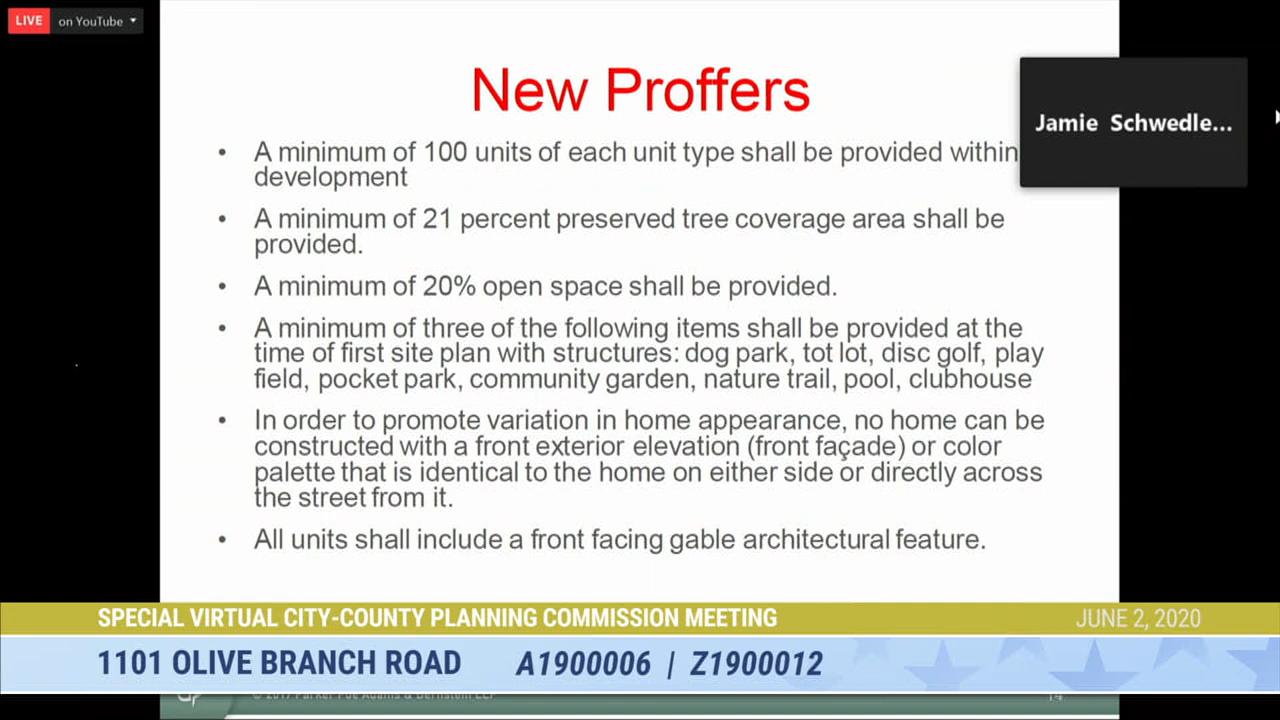 LIVE on YouTube
New Proffers
Jamie Schwedle...
• A minimum of 100 units of each unit type shall be provided within
development
• A minimum of 21 percent preserved tree coverage area shall be
provided.
• A minimum of 20% open space shall be provided.
• A minimum of three of the following items shall be provided at the
time of first site plan with structures: dog park, tot lot, disc golf, play
field, pocket park, community garden, nature trail, pool, clubhouse
• In order to promote variation in home appearance, no home can be
constructed with a front exterior elevation (front façade) or color
palette that is identical to the home on either side or directly across
the street from it.
• All units shall include a front facing gable architectural feature.
SPECIAL VIRTUAL CITY-COUNTY PLANNING COMMISSION MEETING
JUNE 2, 2020
1101 OLIVE BRANCH ROAD A1900006 | Z1900012
© 2017 Parker Poe Adams & Bernstein LLP
14